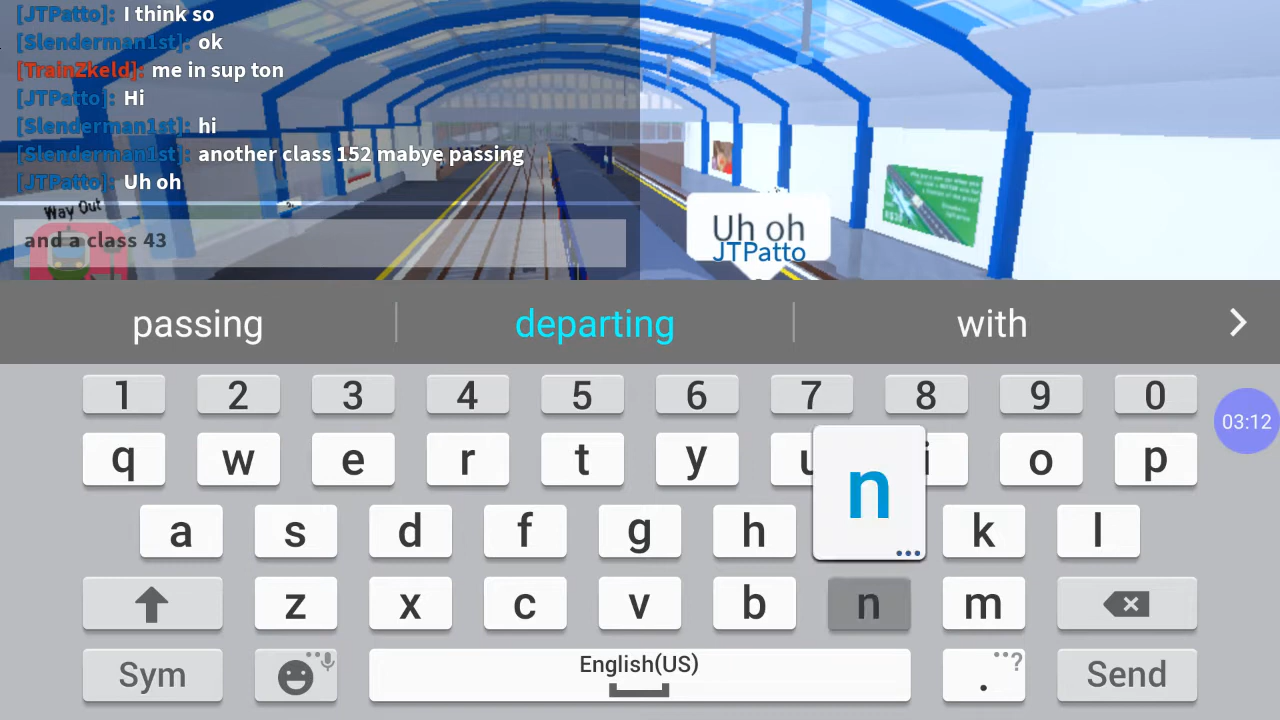 [JTPatto]: I think so
[Slenderman1st]: ok
[TrainZkeld]: me in sup ton
[JTPatto]: Hi
[Slenderman1st]: hi
[Slenderman1st]: another class 152 mabye passing
[JTPatto]: Uh oh
Way Out
and a class 43
Uh oh
JTPatto
passing departing with
1 2 3 4 5 6 7 8 9 0
q w e r t y u i o p
n
a s d f g h k l
03:12
z x c v b n m
Sym English(US) . ? Send